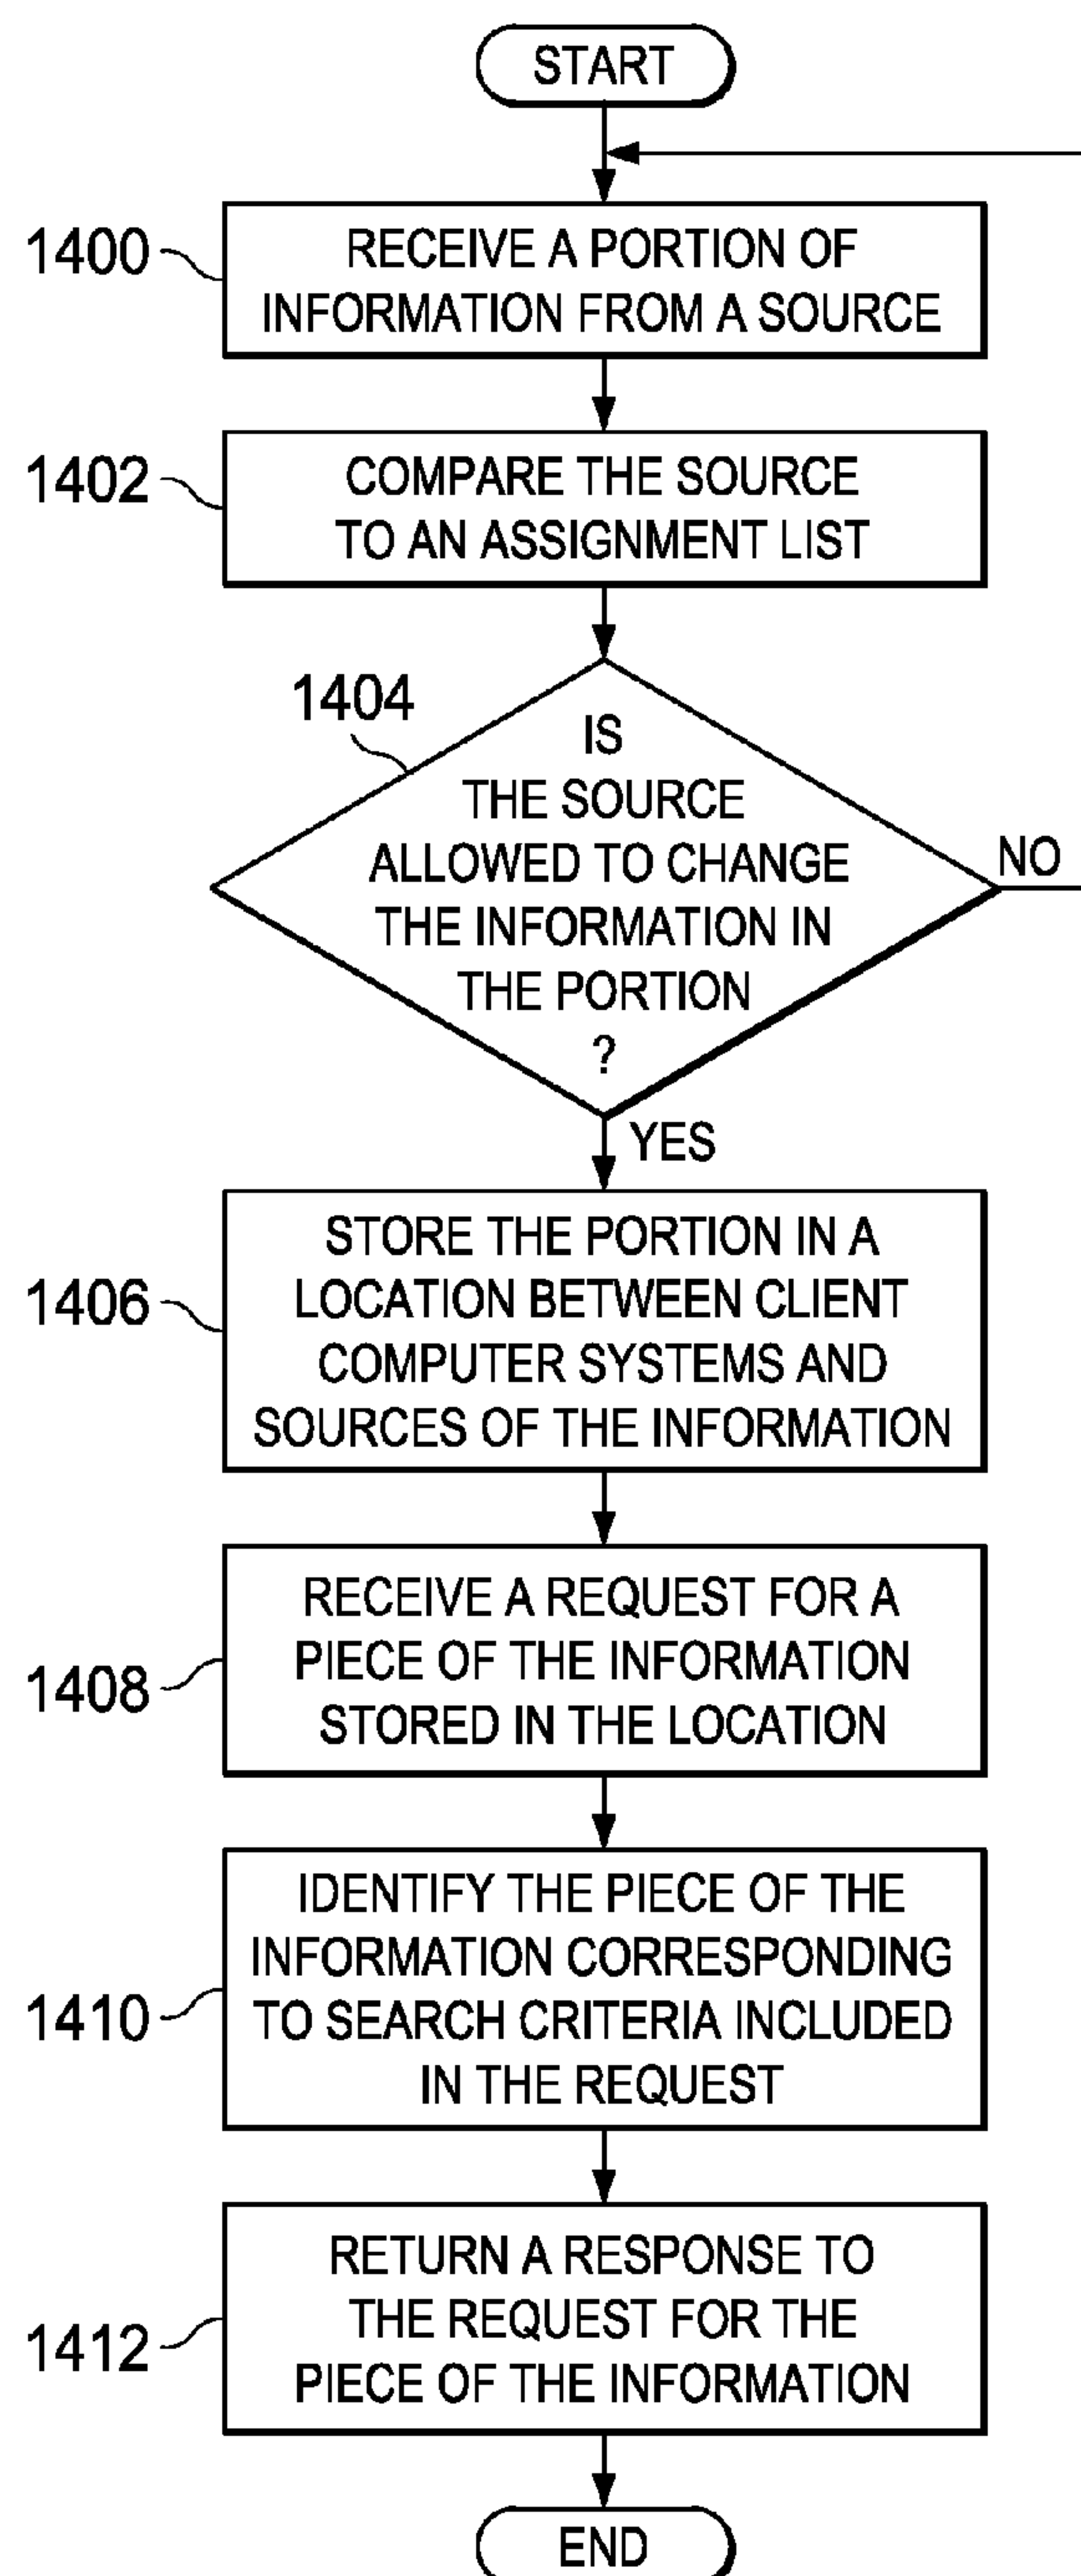 START
1400
RECEIVE A PORTION OF
INFORMATION FROM A SOURCE
1402
COMPARE THE SOURCE
TO AN ASSIGNMENT LIST
1404
IS
THE SOURCE
ALLOWED TO CHANGE
THE INFORMATION IN
THE PORTION
?
NO
YES
1406
STORE THE PORTION IN A
LOCATION BETWEEN CLIENT
COMPUTER SYSTEMS AND
SOURCES OF THE INFORMATION
1408
RECEIVE A REQUEST FOR A
PIECE OF THE INFORMATION
STORED IN THE LOCATION
1410
IDENTIFY THE PIECE OF THE
INFORMATION CORRESPONDING
TO SEARCH CRITERIA INCLUDED
IN THE REQUEST
1412
RETURN A RESPONSE TO
THE REQUEST FOR THE
PIECE OF THE INFORMATION
END